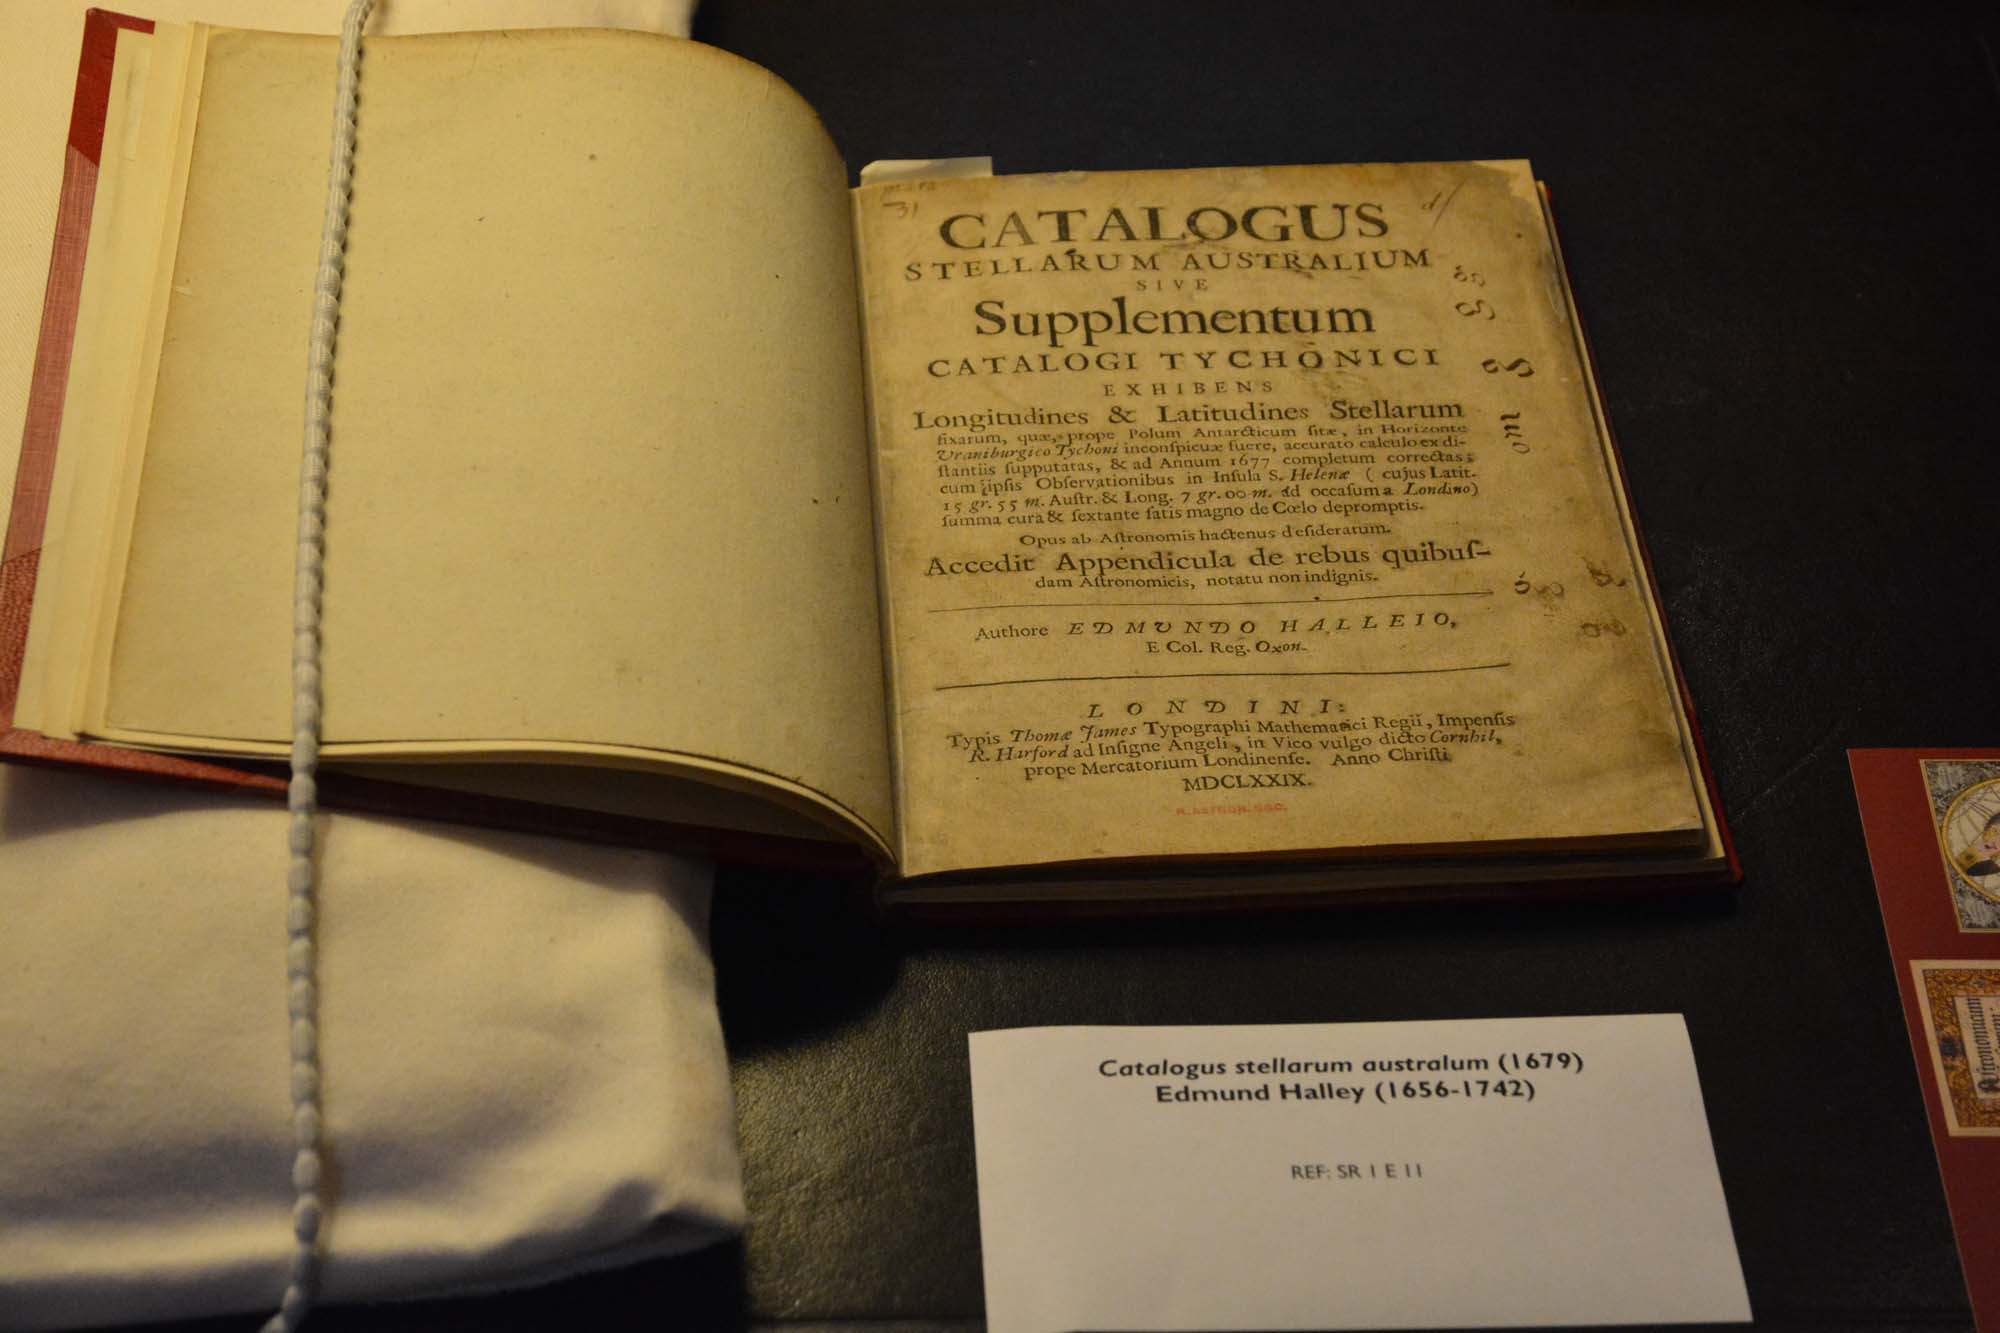 31
CATALOGUS
STELLARUM AUSTRALIUM
SIVE
Supplementum
CATALOGI TYCHONICI
EXHIBENS
Longitudines & Latitudines Stellarum
fixarum, quæ, prope Polum Antarcticum ſitæ, in Horizonte
Uraniburgico Tychoni inconſpicuæ fuere, accurato calculo ex di-
ſtantiis ſupputatas, & ad Annum 1677 completum correctas;
cum ipſis Obſervationibus in Inſula S. Helenæ ( cujus Latit.
15 gr. 55 m. Auſtr. & Long. 7 gr. 00 m. ad occaſum a Londino)
ſumma cura & ſextante ſatis magno de Cœlo depromptis.
Opus ab Aſtronomis hactenus deſideratum.
Accedit Appendicula de rebus quibuſ-
dam Aſtronomicis, notatu non indignis.
Authore EDMUNDO HALLEIO,
E Col. Reg. Oxon.
LONDINI:
Typis Thomæ James Typographi Mathematici Regii, Impenſis
R. Harford ad Inſigne Angeli, in Vico vulgo dicto Cornhil,
prope Mercatorium Londinenſe. Anno Chriſti
MDCLXXIX.
R. ASTRON. SOC.
Catalogus stellarum australum (1679)
Edmund Halley (1656-1742)
REF: SR 1 E 11
Aſtronomicum